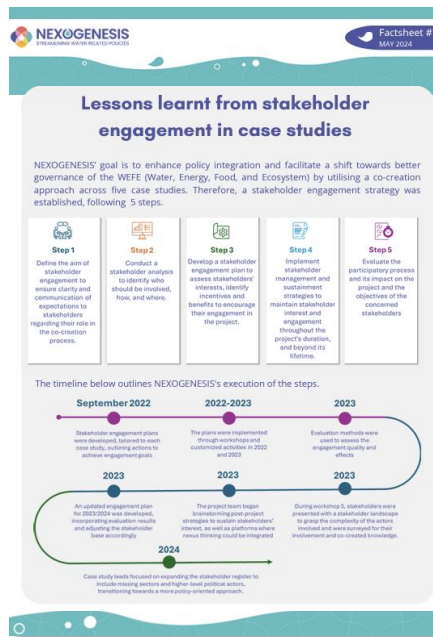 NEXOGENESIS
STREAMLINING WATER RELATED POLICIES
Factsheet #
MAY 2024
Lessons learnt from stakeholder
engagement in case studies
NEXOGENESIS' goal is to enhance policy integration and facilitate a shift towards better
governance of the WEFE (Water, Energy, Food, and Ecosystem) by utilising a co-creation
approach across five case studies. Therefore, a stakeholder engagement strategy was
established, following 5 steps.
Step 1
Define the aim of
stakeholder
engagement to
ensure clarity and
communication of
expectations to
stakeholders
regarding their role in
the co-creation
process.
Step 2
Conduct a
stakeholder analysis
to identify who
should be involved,
how, and where.
Step 3
Develop a stakeholder
engagement plan to
assess stakeholders'
interests, identify
incentives and
benefits to encourage
their engagement in
the project.
Step 4
Implement
stakeholder
management and
sustainment
strategies to
maintain stakeholder
interest and
engagement
throughout the
project's duration,
and beyond its
lifetime.
Step 5
Evaluate the
participatory process
and its impact on the
project and the
objectives of the
concerned
stakeholders
The timeline below outlines NEXOGENESIS's execution of the steps.
September 2022
Stakeholder engagement plans
were developed, tailored to each
case study, outlining actions to
achieve engagement goals
2022-2023
The plans were implemented
through workshops and
customized activities in 2022
and 2023
2023
Evaluation methods were
used to assess the
engagement quality and
effects
2023
An updated engagement plan
for 2023/2024 was developed,
incorporating evaluation results
and adjusting the stakeholder
base accordingly
2023
The project team began
brainstorming post-project
strategies to sustain stakeholders'
interest, as well as platforms where
nexus thinking could be integrated
2023
During workshop 3, stakeholders were
presented with a stakeholder landscape
to grasp the complexity of the actors
involved and were surveyed for their
involvement and co-created knowledge.
2024
Case study leads focused on expanding the stakeholder register to
include missing sectors and higher-level political actors,
transitioning towards a more policy-oriented approach.